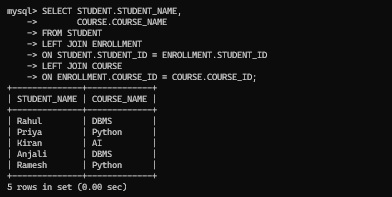 mysql> SELECT STUDENT.STUDENT_NAME,
    ->        COURSE.COURSE_NAME
    -> FROM STUDENT
    -> LEFT JOIN ENROLLMENT
    -> ON STUDENT.STUDENT_ID = ENROLLMENT.STUDENT_ID
    -> LEFT JOIN COURSE
    -> ON ENROLLMENT.COURSE_ID = COURSE.COURSE_ID;
+--------------+-------------+
| STUDENT_NAME | COURSE_NAME |
+--------------+-------------+
| Rahul        | DBMS        |
| Priya        | Python      |
| Kiran        | AI          |
| Anjali       | DBMS        |
| Ramesh       | Python      |
+--------------+-------------+
5 rows in set (0.00 sec)